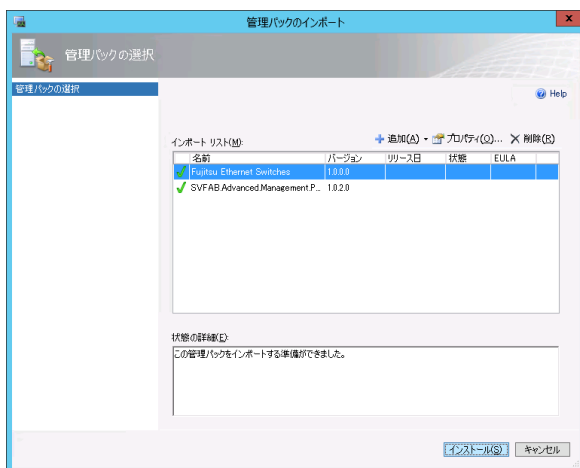 管理パックのインポート
x
管理パックの選択
管理パックの選択
Help
インポート リスト(M):
追加(A)
プロパティ(O)...
削除(R)
名前 バージョン リリース日 状態 EULA
Fujitsu Ethernet Switches 1.0.0.0
SVFAB.Advanced.Management.P... 1.0.2.0
状態の詳細(E):
この管理パックをインポートする準備ができました。
インストール(S)
キャンセル